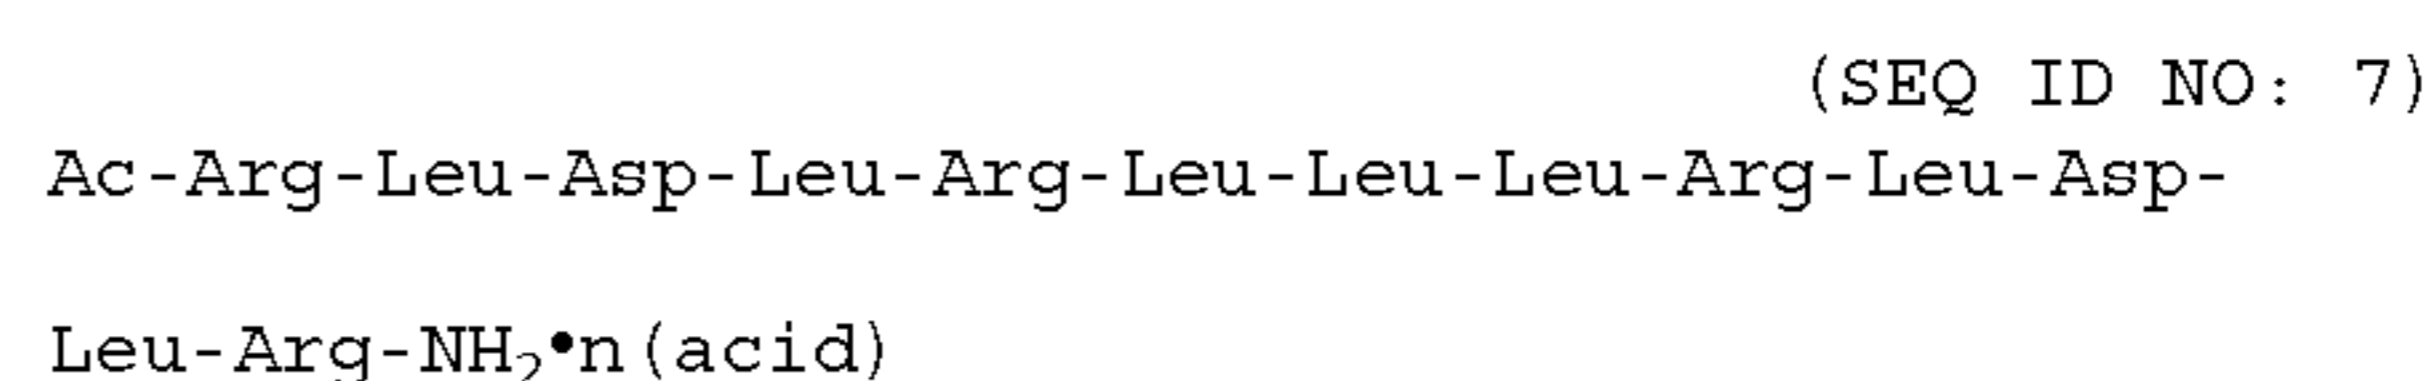 (SEQ ID NO: 7)
Ac-Arg-Leu-Asp-Leu-Arg-Leu-Leu-Leu-Arg-Leu-Asp-
Leu-Arg-NH₂•n(acid)